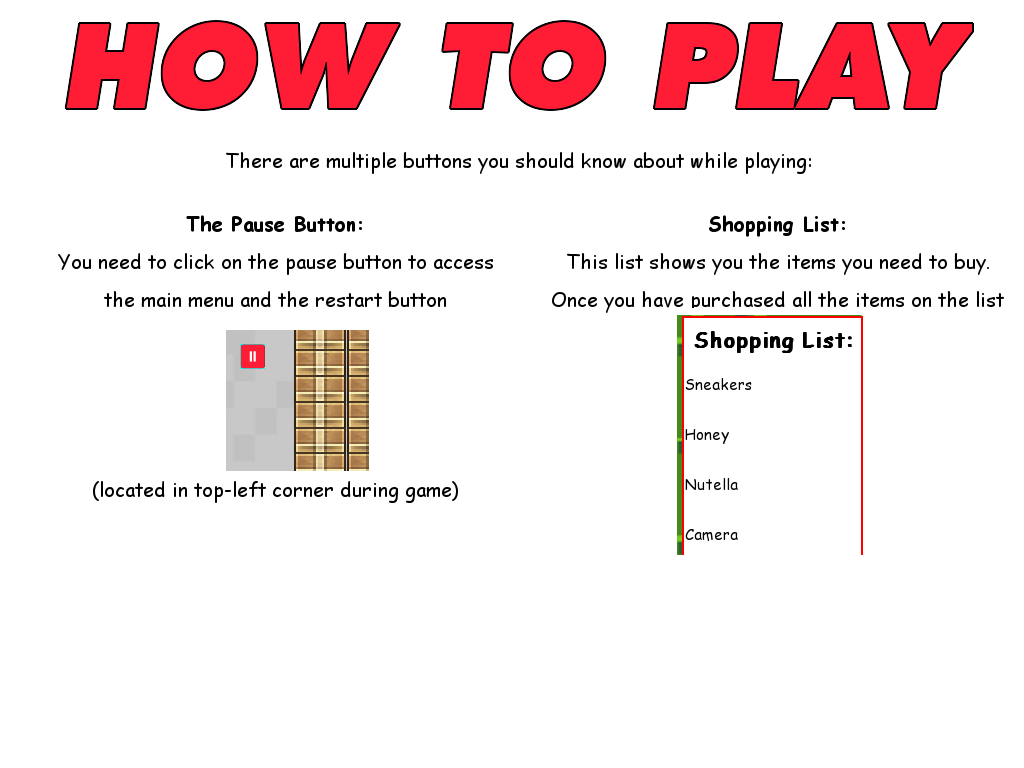 HOW TO PLAY
There are multiple buttons you should know about while playing:
The Pause Button:
You need to click on the pause button to access
the main menu and the restart button
(located in top-left corner during game)
Shopping List:
This list shows you the items you need to buy.
Once you have purchased all the items on the list
Shopping List:
Sneakers
Honey
Nutella
Camera